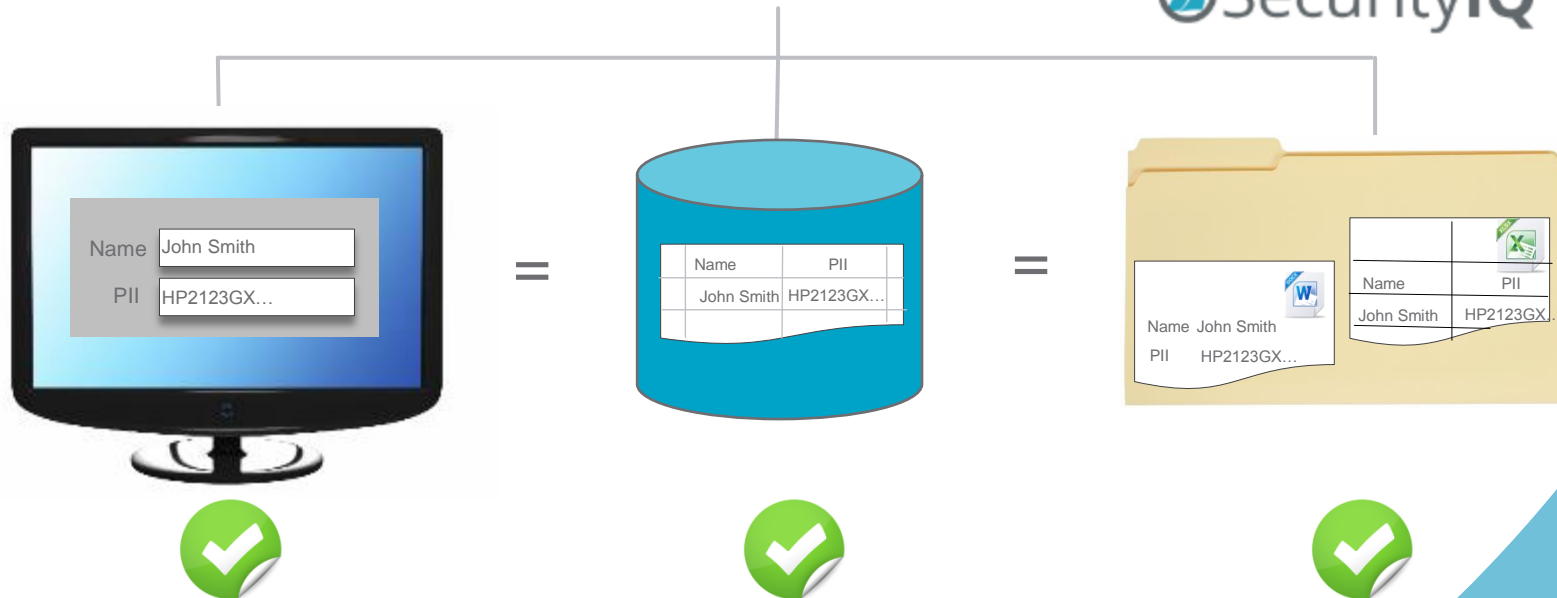 SecurityIQ
Name John Smith
PII HP2123GX…
=
Name PII
John Smith HP2123GX…
=
W
Name John Smith
PII HP2123GX…
X
Name PII
John Smith HP2123GX…